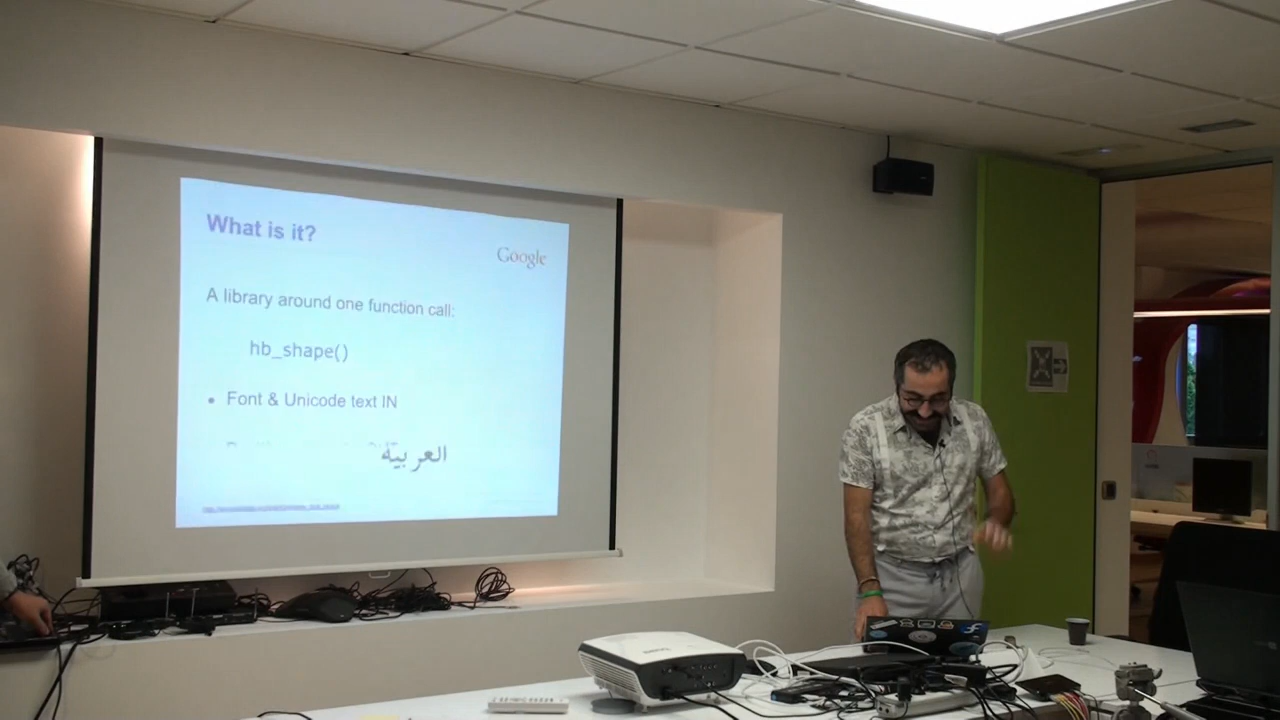 What is it?
Google
A library around one function call:
hb_shape()
• Font & Unicode text IN
العربية